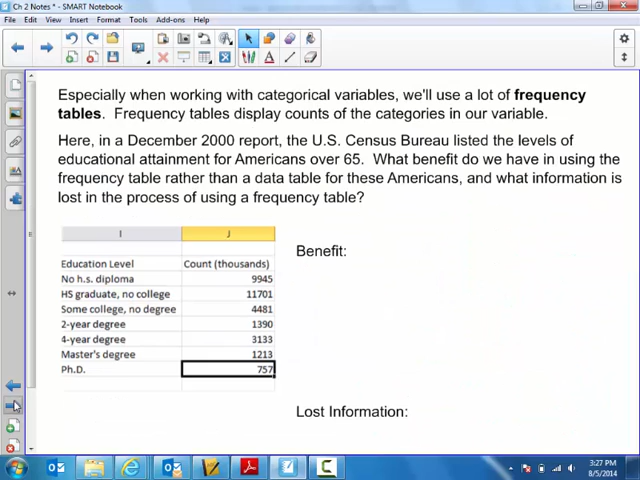 Ch 2 Notes * - SMART Notebook
File Edit View Insert Format Tools Add-ons Help
Especially when working with categorical variables, we'll use a lot of frequency
tables. Frequency tables display counts of the categories in our variable.
Here, in a December 2000 report, the U.S. Census Bureau listed the levels of
educational attainment for Americans over 65. What benefit do we have in using the
frequency table rather than a data table for these Americans, and what information is
lost in the process of using a frequency table?
I J
Education Level Count (thousands)
No h.s. diploma 9945
HS graduate, no college 11701
Some college, no degree 4481
2-year degree 1390
4-year degree 3133
Master's degree 1213
Ph.D. 757
Benefit:
Lost Information:
3:27 PM
8/5/2014